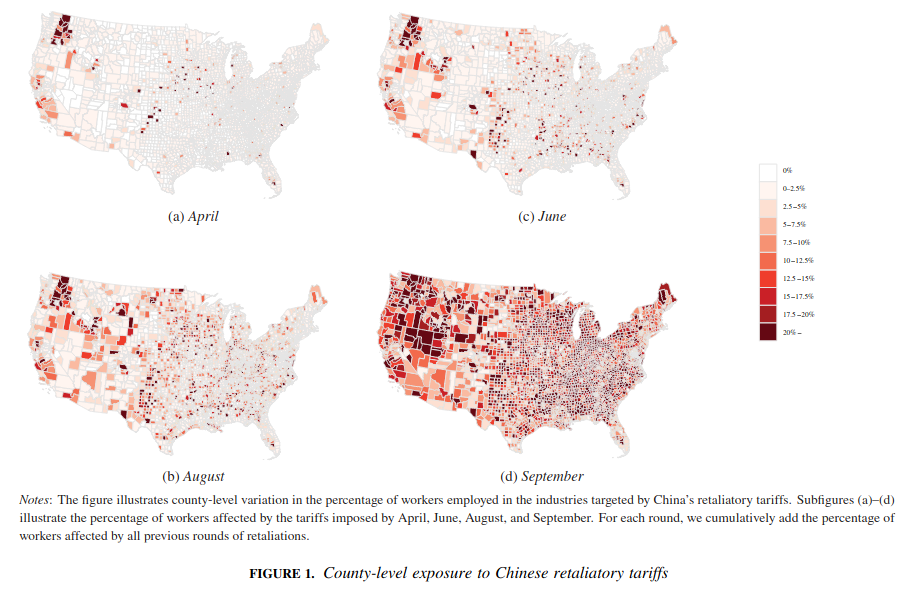 (a) April
(c) June
0%
0–2.5%
2.5–5%
5–7.5%
7.5–10%
10–12.5%
12.5–15%
15–17.5%
17.5–20%
20% –
(b) August
(d) September
Notes: The figure illustrates county-level variation in the percentage of workers employed in the industries targeted by China's retaliatory tariffs. Subfigures (a)–(d)
illustrate the percentage of workers affected by the tariffs imposed by April, June, August, and September. For each round, we cumulatively add the percentage of
workers affected by all previous rounds of retaliations.
FIGURE 1. County-level exposure to Chinese retaliatory tariffs